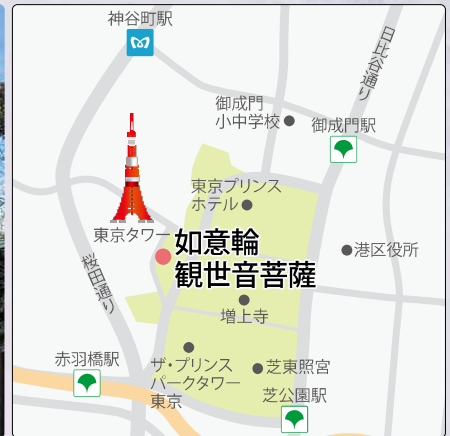 神谷町駅
日比谷通り
御成門
小中学校
御成門駅
東京プリンス
ホテル
東京タワー
如意輪
観世音菩薩
港区役所
桜田通り
増上寺
赤羽橋駅
ザ・プリンス
パークタワー
東京
芝東照宮
芝公園駅